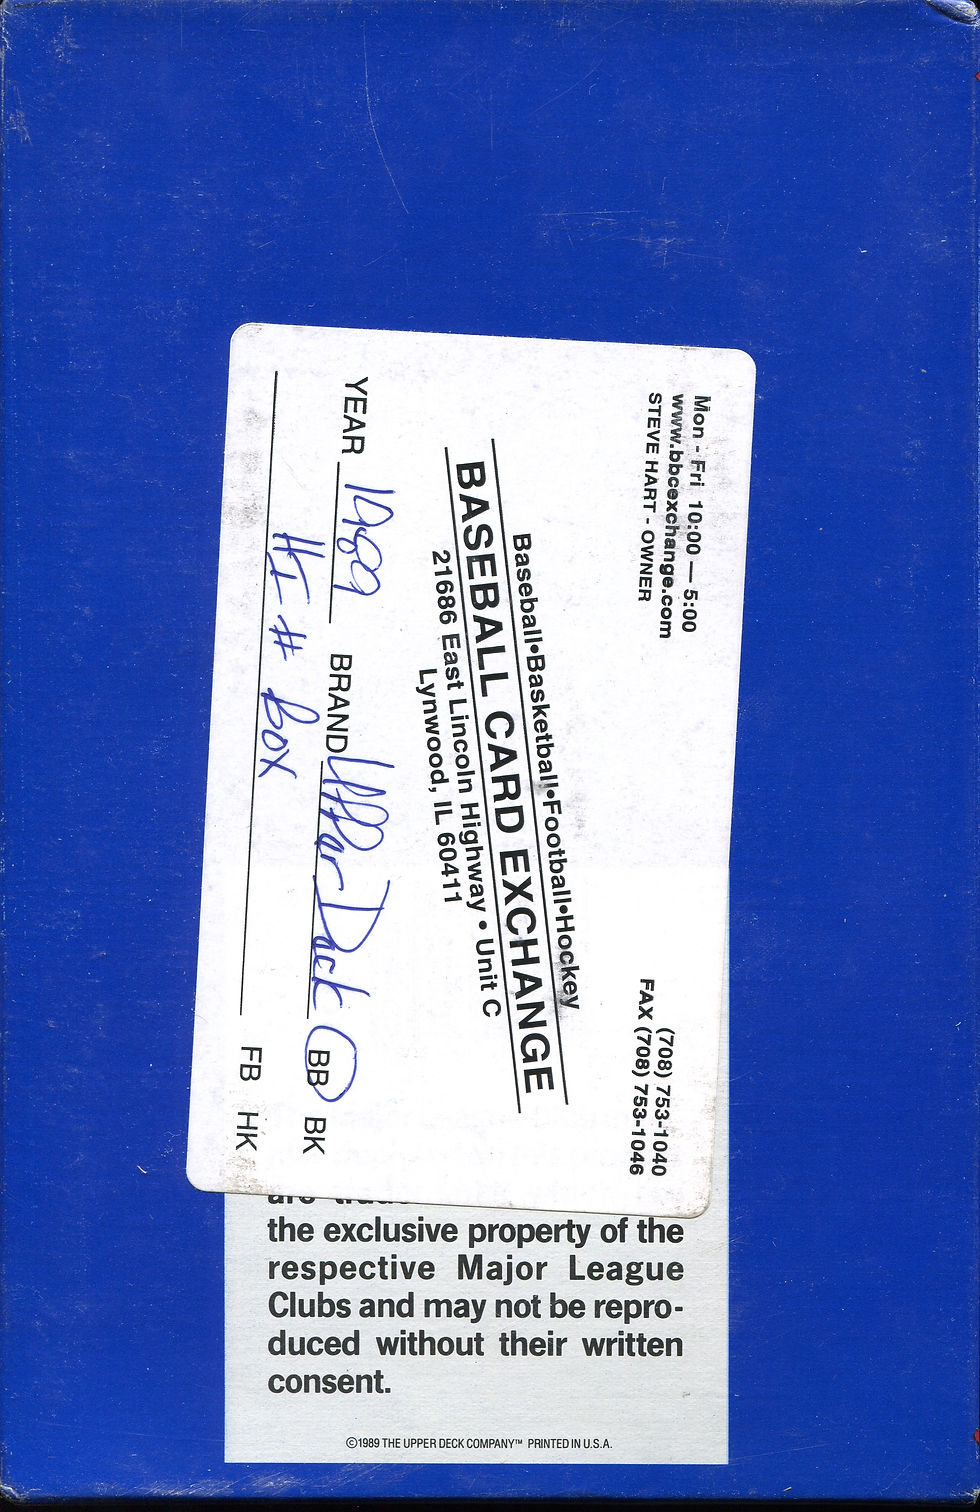 Mon - Fri 10:00 — 5:00
www.bbcexchange.com
STEVE HART - OWNER
(708) 753-1040
FAX (708) 753-1046
Baseball•Basketball•Football•Hockey
BASEBALL CARD EXCHANGE
21686 East Lincoln Highway • Unit C
Lynwood, IL 60411
YEAR 1989 BRAND Upper Deck BB BK
HI # Box FB HK
are
the exclusive property of the
respective Major League
Clubs and may not be repro-
duced without their written
consent.
©1989 THE UPPER DECK COMPANY™ PRINTED IN U.S.A.